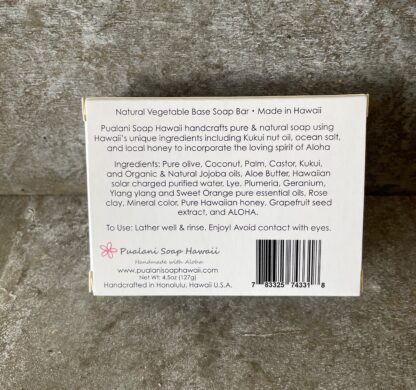 Natural Vegetable Base Soap Bar • Made in Hawaii
Pualani Soap Hawaii handcrafts pure & natural soap using
Hawaii's unique ingredients including Kukui nut oil, ocean salt,
and local honey to incorporate the loving spirit of Aloha
Ingredients: Pure olive, Coconut, Palm, Castor, Kukui,
and Organic & Natural Jojoba oils, Aloe Butter, Hawaiian
solar charged purified water, Lye, Plumeria, Geranium,
Ylang ylang and Sweet Orange pure essential oils, Rose
clay, Mineral color, Pure Hawaiian honey, Grapefruit seed
extract, and ALOHA.
To Use: Lather well & rinse. Enjoy! Avoid contact with eyes.
Pualani Soap Hawaii
Handmade with Aloha
www.pualanisoaphawaii.com
Net Wt: 4.5oz (127g)
Handcrafted in Honolulu, Hawaii U.S.A.
7 83325 74331 8